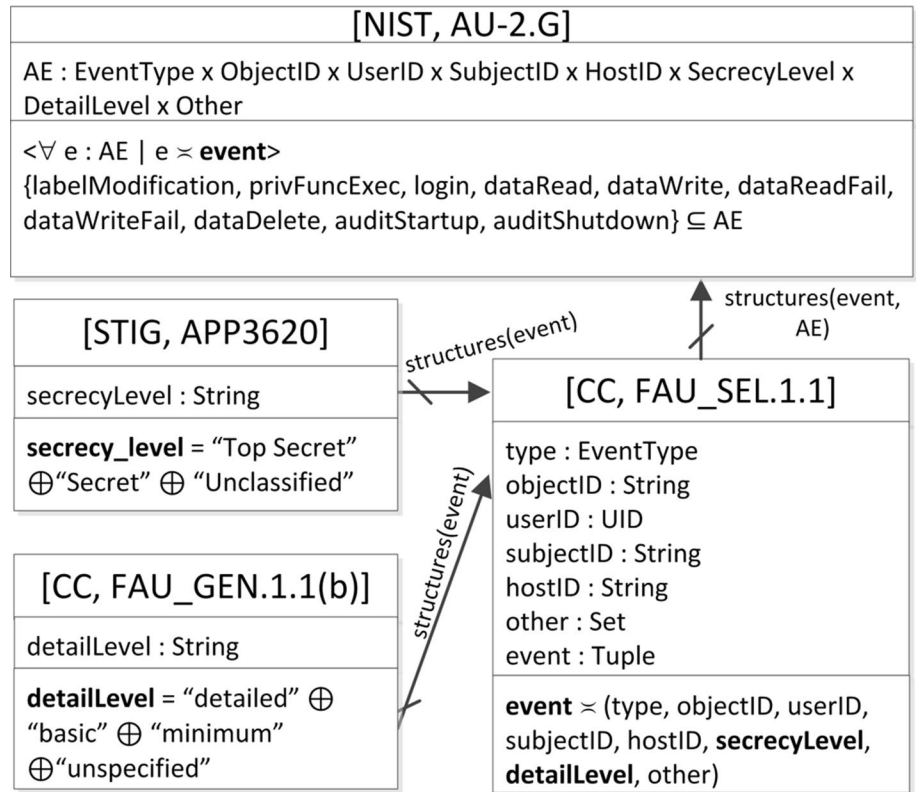 [NIST, AU-2.G]
AE : EventType x ObjectID x UserID x SubjectID x HostID x SecrecyLevel x
DetailLevel x Other
<∀ e : AE | e ≍ event>
{labelModification, privFuncExec, login, dataRead, dataWrite, dataReadFail,
dataWriteFail, dataDelete, auditStartup, auditShutdown} ⊆ AE
structures(event,
AE)
[STIG, APP3620]
secrecyLevel : String
secrecy_level = “Top Secret”
⊕“Secret” ⊕ “Unclassified”
structures(event)
[CC, FAU_GEN.1.1(b)]
detailLevel : String
detailLevel = “detailed” ⊕
“basic” ⊕ “minimum”
⊕“unspecified”
structures(event)
[CC, FAU_SEL.1.1]
type : EventType
objectID : String
userID : UID
subjectID : String
hostID : String
other : Set
event : Tuple
event ≍ (type, objectID, userID,
subjectID, hostID, secrecyLevel,
detailLevel, other)